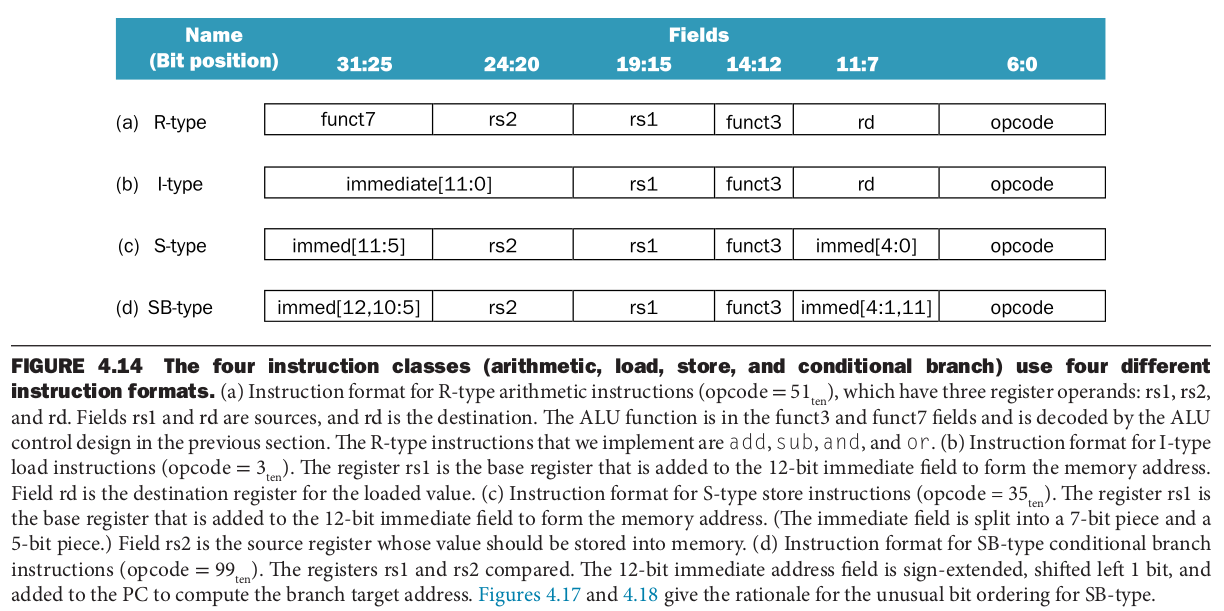 Name Fields
(Bit position) 31:25 24:20 19:15 14:12 11:7 6:0
(a) R-type funct7 rs2 rs1 funct3 rd opcode
(b) I-type immediate[11:0] rs1 funct3 rd opcode
(c) S-type immed[11:5] rs2 rs1 funct3 immed[4:0] opcode
(d) SB-type immed[12,10:5] rs2 rs1 funct3 immed[4:1,11] opcode
FIGURE 4.14 The four instruction classes (arithmetic, load, store, and conditional branch) use four different
instruction formats. (a) Instruction format for R-type arithmetic instructions (opcode = 51ten), which have three register operands: rs1, rs2,
and rd. Fields rs1 and rd are sources, and rd is the destination. The ALU function is in the funct3 and funct7 fields and is decoded by the ALU
control design in the previous section. The R-type instructions that we implement are add, sub, and, and or. (b) Instruction format for I-type
load instructions (opcode = 3ten). The register rs1 is the base register that is added to the 12-bit immediate field to form the memory address.
Field rd is the destination register for the loaded value. (c) Instruction format for S-type store instructions (opcode = 35ten). The register rs1 is
the base register that is added to the 12-bit immediate field to form the memory address. (The immediate field is split into a 7-bit piece and a
5-bit piece.) Field rs2 is the source register whose value should be stored into memory. (d) Instruction format for SB-type conditional branch
instructions (opcode = 99ten). The registers rs1 and rs2 compared. The 12-bit immediate address field is sign-extended, shifted left 1 bit, and
added to the PC to compute the branch target address. Figures 4.17 and 4.18 give the rationale for the unusual bit ordering for SB-type.